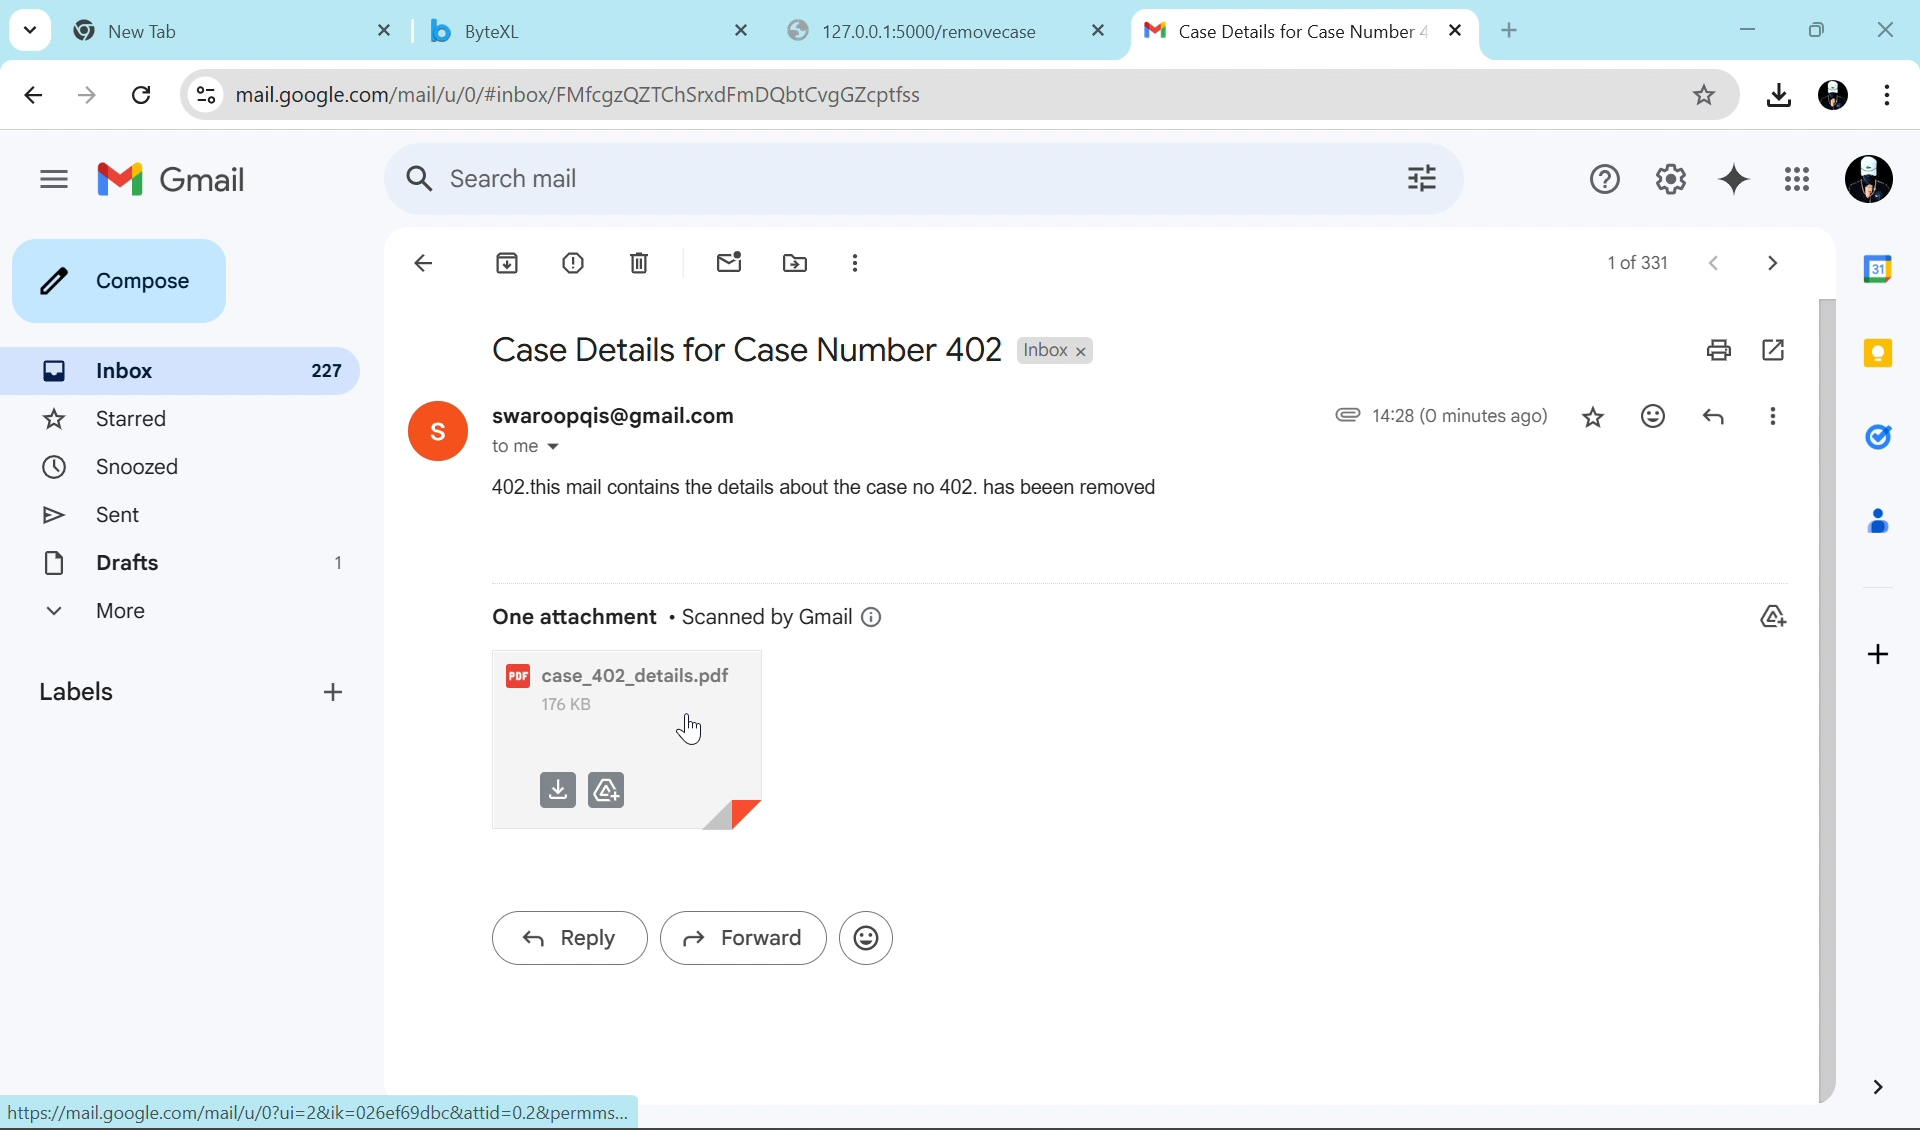 New Tab
ByteXL
127.0.0.1:5000/removecase
Case Details for Case Number 4
mail.google.com/mail/u/0/#inbox/FMfcgzQZTChSrxdFmDQbtCvgGZcptfss
Gmail
Search mail
Compose
1 of 331
31
Inbox 227
Starred
Snoozed
Sent
Drafts 1
More
Labels
Case Details for Case Number 402 Inbox
S
swaroopqis@gmail.com
14:28 (0 minutes ago)
to me
402.this mail contains the details about the case no 402. has beeen removed
One attachment • Scanned by Gmail
PDF case_402_details.pdf
176 KB
Reply
Forward
https://mail.google.com/mail/u/0?ui=2&ik=026ef69dbc&attid=0.2&permms...